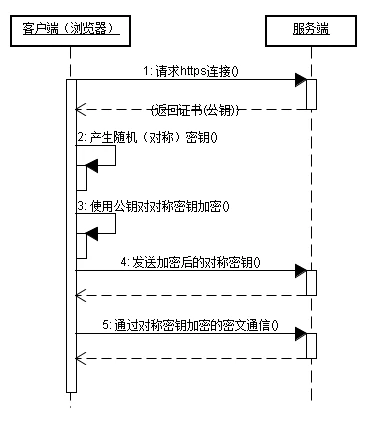 客户端（浏览器）
服务端
1: 请求https连接()
(返回证书(公钥))
2: 产生随机（对称）密钥()
3: 使用公钥对对称密钥加密()
4: 发送加密后的对称密钥()
5: 通过对称密钥加密的密文通信()